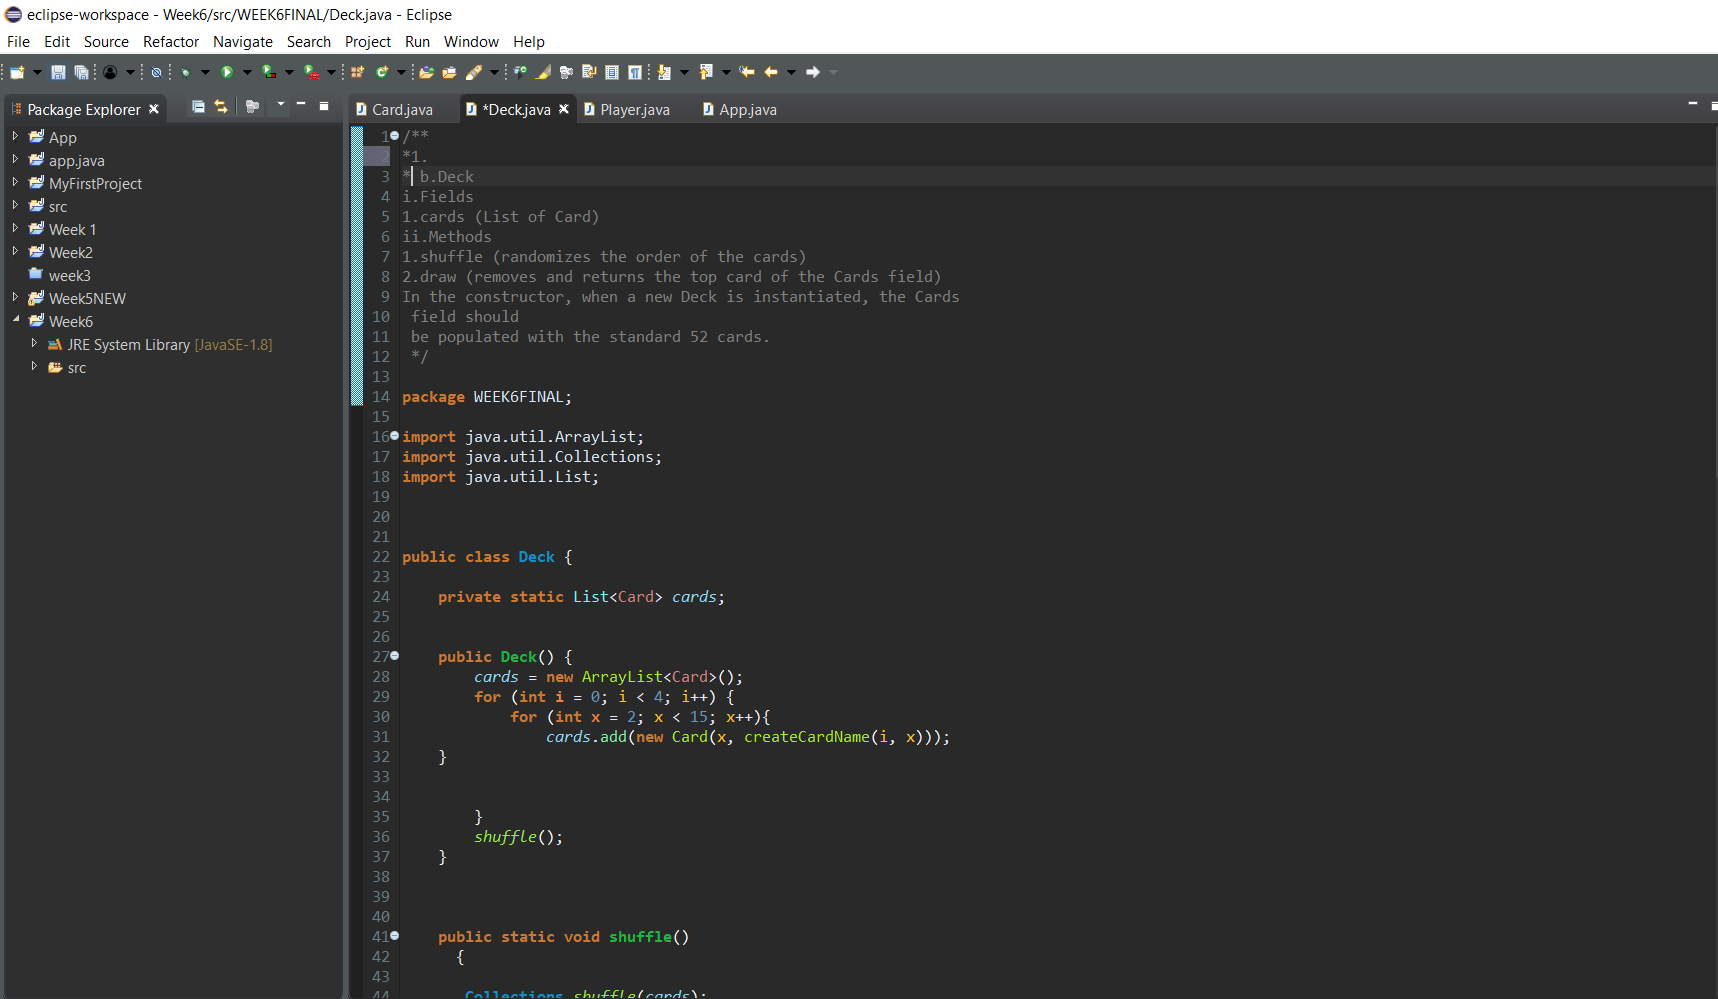 eclipse-workspace - Week6/src/WEEK6FINAL/Deck.java - Eclipse
File Edit Source Refactor Navigate Search Project Run Window Help
Package Explorer
App
app.java
MyFirstProject
src
Week 1
Week2
week3
Week5NEW
Week6
JRE System Library [JavaSE-1.8]
src
Card.java *Deck.java Player.java App.java
1 /**
2 *1.
3 * b.Deck
4 i.Fields
5 1.cards (List of Card)
6 ii.Methods
7 1.shuffle (randomizes the order of the cards)
8 2.draw (removes and returns the top card of the Cards field)
9 In the constructor, when a new Deck is instantiated, the Cards
10 field should
11 be populated with the standard 52 cards.
12 */
13
14 package WEEK6FINAL;
15
16 import java.util.ArrayList;
17 import java.util.Collections;
18 import java.util.List;
19
20
21
22 public class Deck {
23
24 private static List<Card> cards;
25
26
27 public Deck() {
28 cards = new ArrayList<Card>();
29 for (int i = 0; i < 4; i++) {
30 for (int x = 2; x < 15; x++){
31 cards.add(new Card(x, createCardName(i, x)));
32 }
33
34
35 }
36 shuffle();
37 }
38
39
40
41 public static void shuffle()
42 {
43
44 Collections.shuffle(cards);